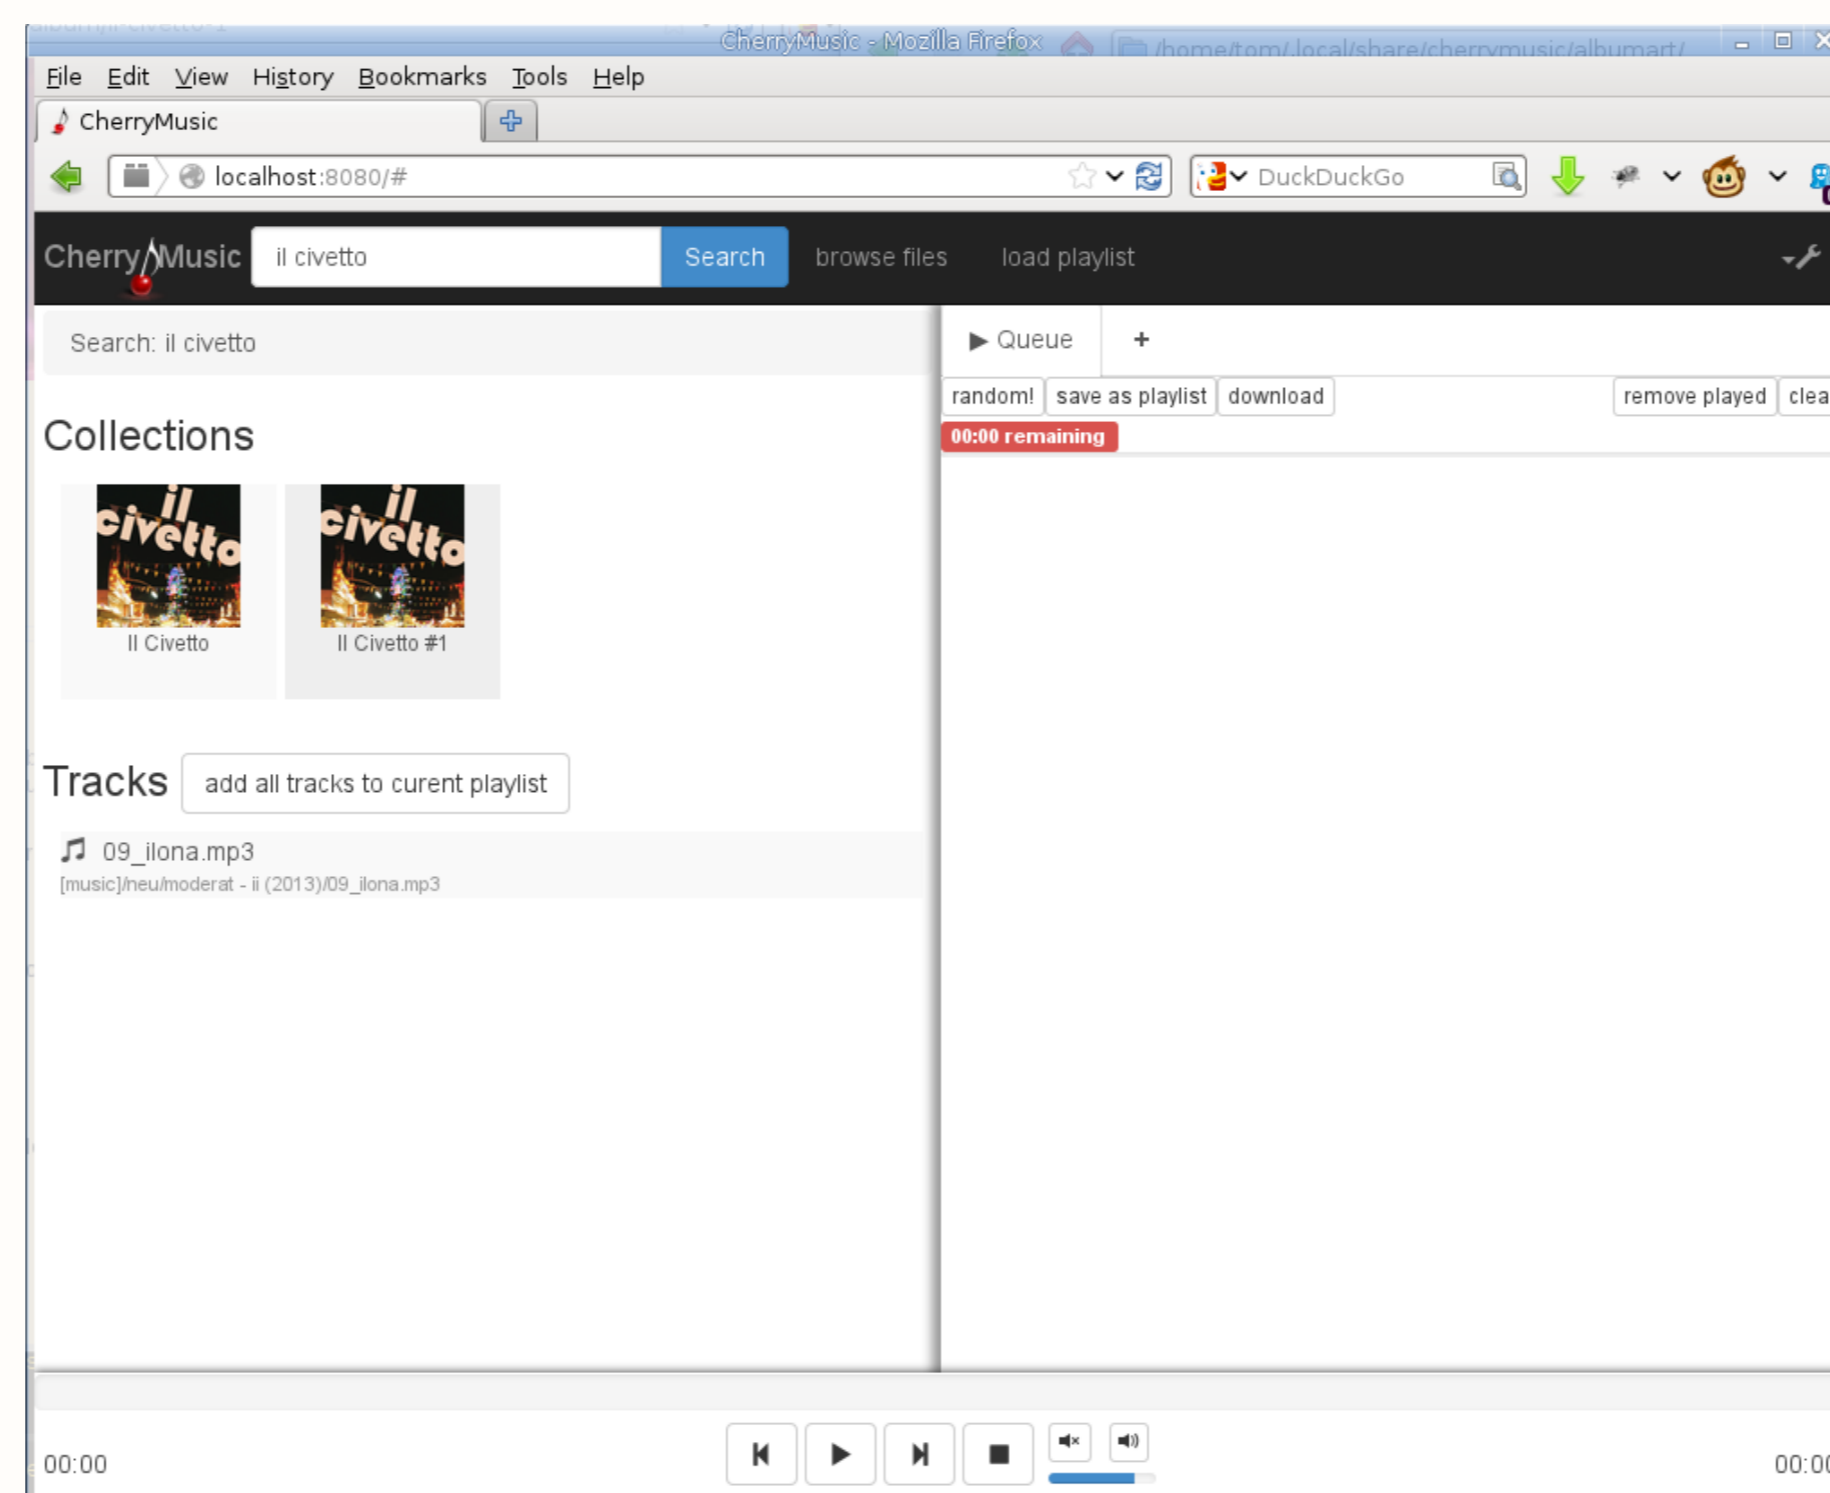 CherryMusic - Mozilla Firefox
/home/tom/.local/share/cherrymusic/albumart/
File Edit View History Bookmarks Tools Help
CherryMusic
localhost:8080/#
DuckDuckGo
CherryMusic
il civetto
Search
browse files
load playlist
Search: il civetto
▶ Queue
+
random!
save as playlist
download
remove played
clea
00:00 remaining
Collections
il
civetto
il
civetto
Il Civetto
Il Civetto #1
Tracks
add all tracks to curent playlist
09_ilona.mp3
[music]/neu/moderat - ii (2013)/09_ilona.mp3
00:00
00:00